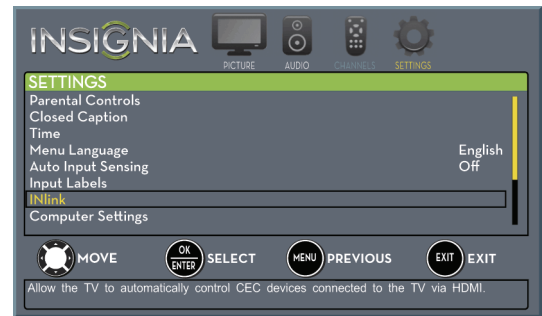 INSIGNIA
PICTURE AUDIO CHANNELS SETTINGS
SETTINGS
Parental Controls
Closed Caption
Time
Menu Language English
Auto Input Sensing Off
Input Labels
INlink
Computer Settings
MOVE OK ENTER SELECT MENU PREVIOUS EXIT EXIT
Allow the TV to automatically control CEC devices connected to the TV via HDMI.